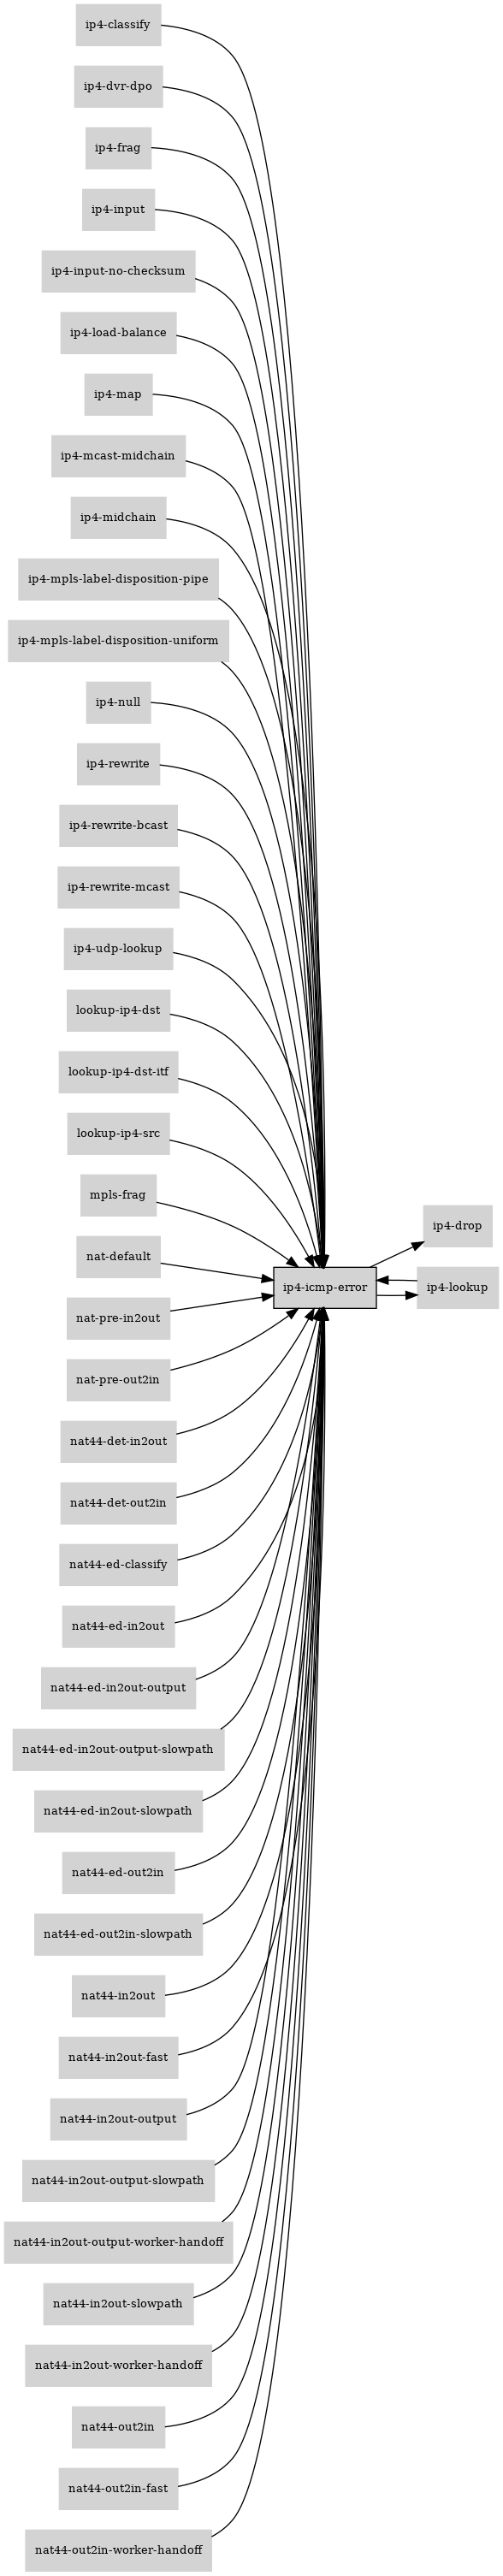 ip4-classify
ip4-dvr-dpo
ip4-frag
ip4-input
ip4-input-no-checksum
ip4-load-balance
ip4-map
ip4-mcast-midchain
ip4-midchain
ip4-mpls-label-disposition-pipe
ip4-mpls-label-disposition-uniform
ip4-null
ip4-rewrite
ip4-rewrite-bcast
ip4-rewrite-mcast
ip4-udp-lookup
lookup-ip4-dst
lookup-ip4-dst-itf
lookup-ip4-src
mpls-frag
nat-default
nat-pre-in2out
nat-pre-out2in
nat44-det-in2out
nat44-det-out2in
nat44-ed-classify
nat44-ed-in2out
nat44-ed-in2out-output
nat44-ed-in2out-output-slowpath
nat44-ed-in2out-slowpath
nat44-ed-out2in
nat44-ed-out2in-slowpath
nat44-in2out
nat44-in2out-fast
nat44-in2out-output
nat44-in2out-output-slowpath
nat44-in2out-output-worker-handoff
nat44-in2out-slowpath
nat44-in2out-worker-handoff
nat44-out2in
nat44-out2in-fast
nat44-out2in-worker-handoff
ip4-icmp-error
ip4-drop
ip4-lookup